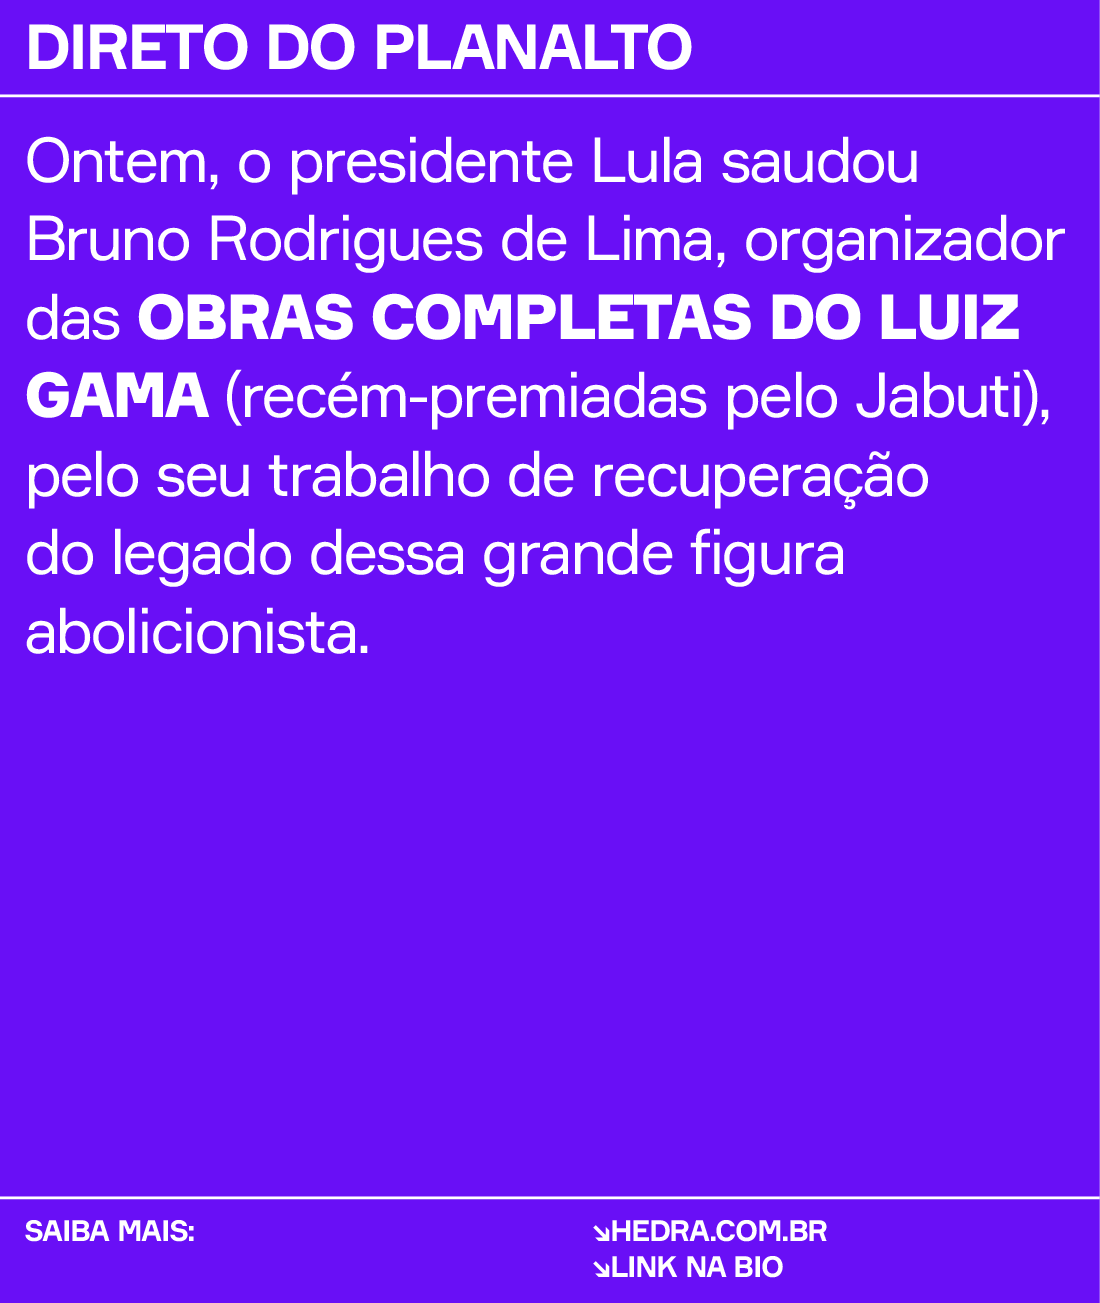 DIRETO DO PLANALTO
Ontem, o presidente Lula saudou
Bruno Rodrigues de Lima, organizador
das OBRAS COMPLETAS DO LUIZ
GAMA (recém-premiadas pelo Jabuti),
pelo seu trabalho de recuperação
do legado dessa grande figura
abolicionista.
SAIBA MAIS:
↘HEDRA.COM.BR
↘LINK NA BIO